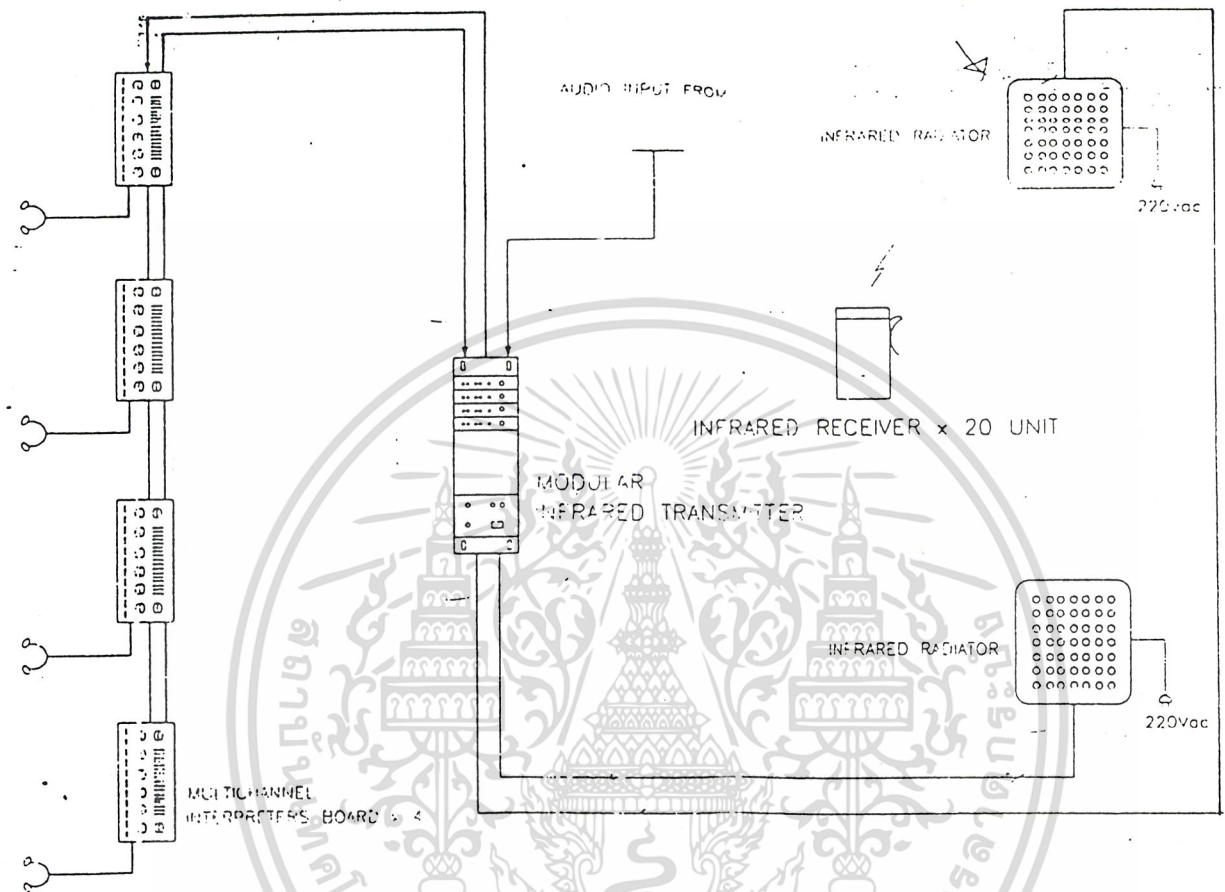 AUDIO INPUT FROM
INFRARED RADIATOR
220vac
INFRARED RECEIVER x 20 UNIT
MODULAR
INFRARED TRANSMITTER
INFRARED RADIATOR
220Vac
MULTICHANNEL
INTERPRETERS BOARD x 4